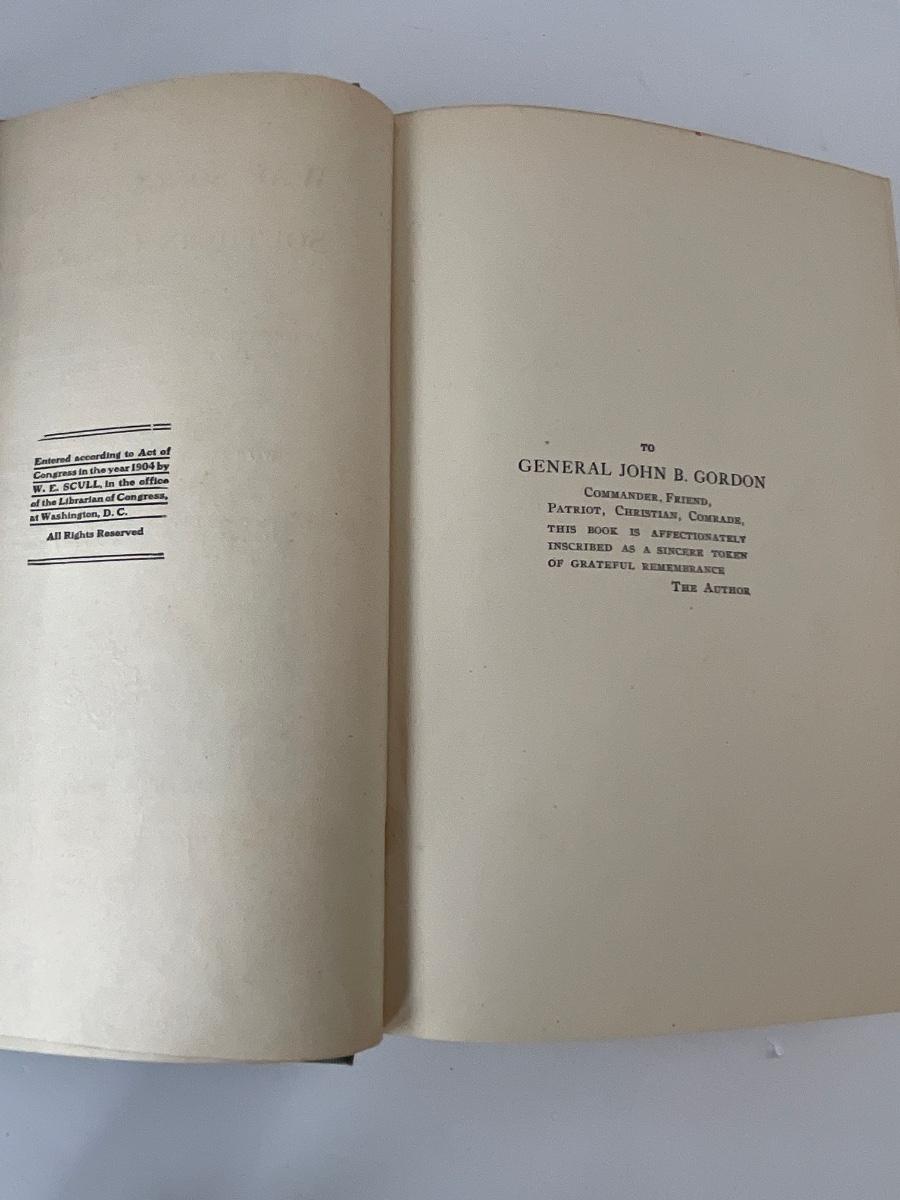 Entered according to Act of
Congress in the year 1904 by
W. E. SCULL, in the office
of the Librarian of Congress,
at Washington, D. C.
All Rights Reserved
TO
GENERAL JOHN B. GORDON
COMMANDER, FRIEND,
PATRIOT, CHRISTIAN, COMRADE,
THIS BOOK IS AFFECTIONATELY
INSCRIBED AS A SINCERE TOKEN
OF GRATEFUL REMEMBRANCE
THE AUTHOR